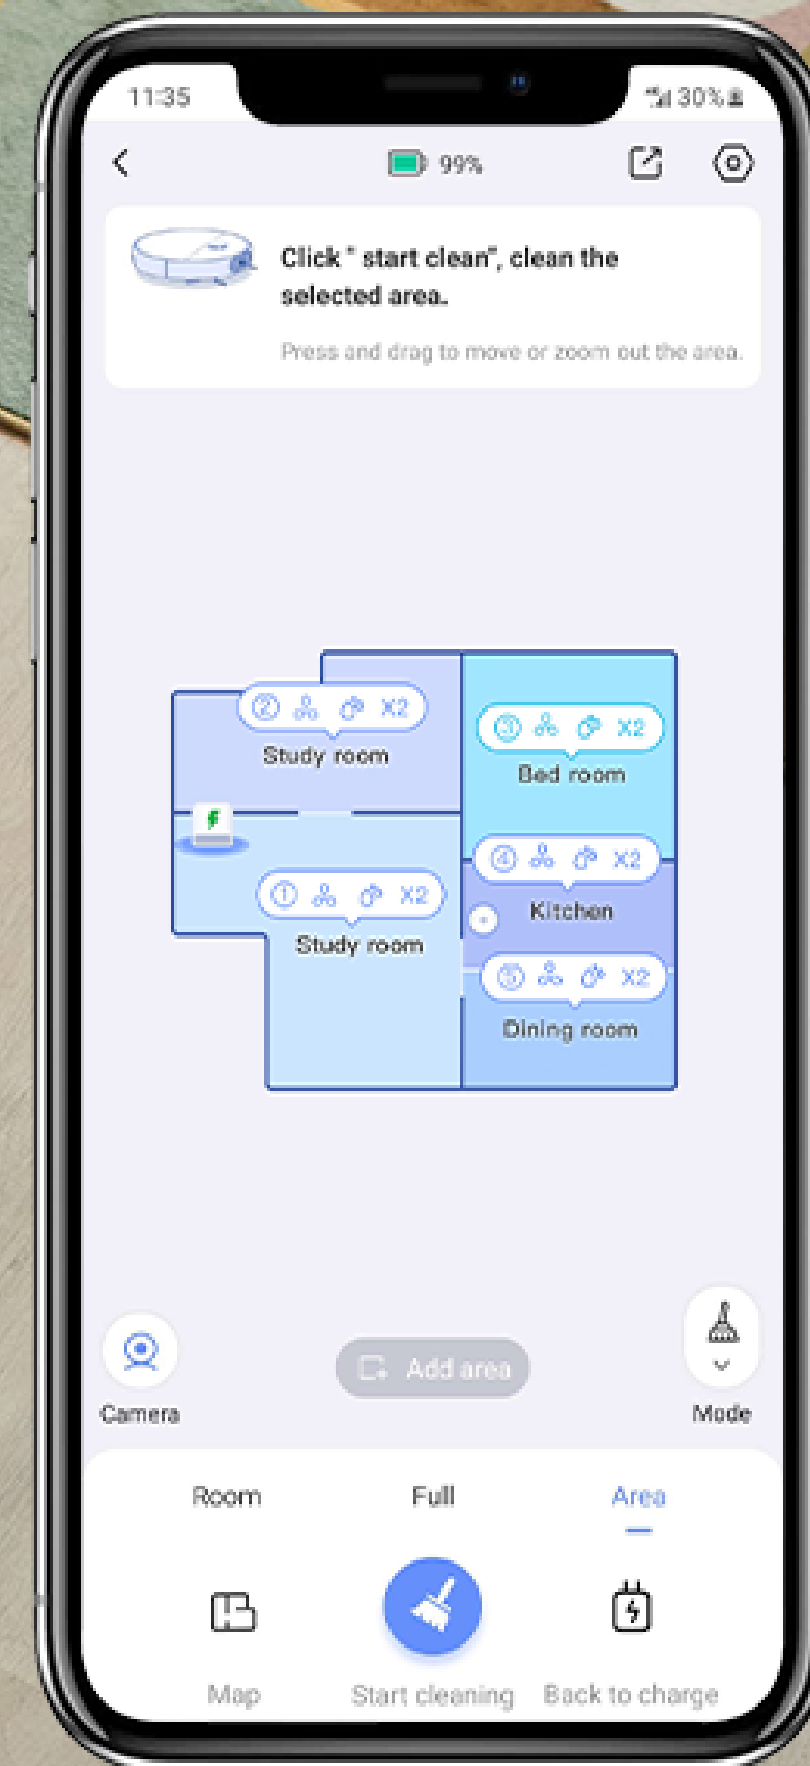 11:35
30%
99%
Click " start clean", clean the
selected area.
Press and drag to move or zoom out the area.
② X2
Study room
③ X2
Bed room
④ X2
Kitchen
① X2
Study room
⑤ X2
Dining room
Add area
Camera
Mode
Room Full Area
Map Start cleaning Back to charge